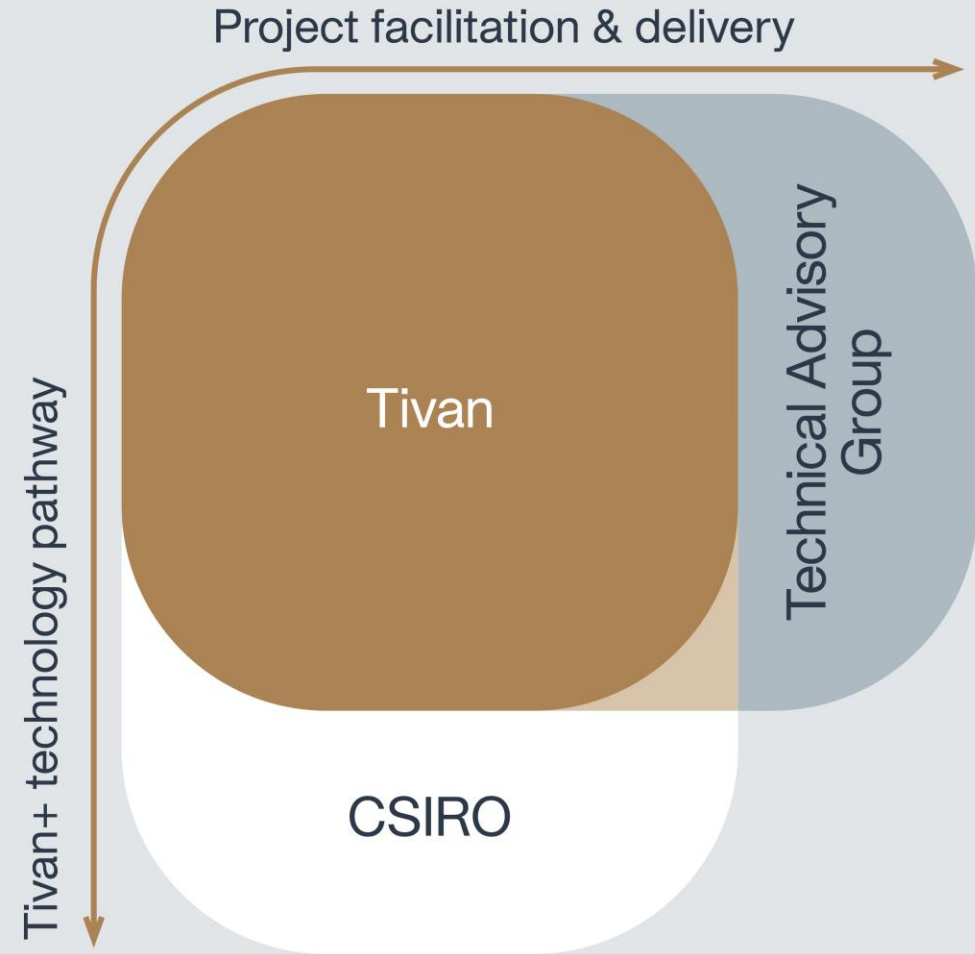 Project facilitation & delivery
Tivan+ technology pathway
Tivan
Technical Advisory
Group
CSIRO